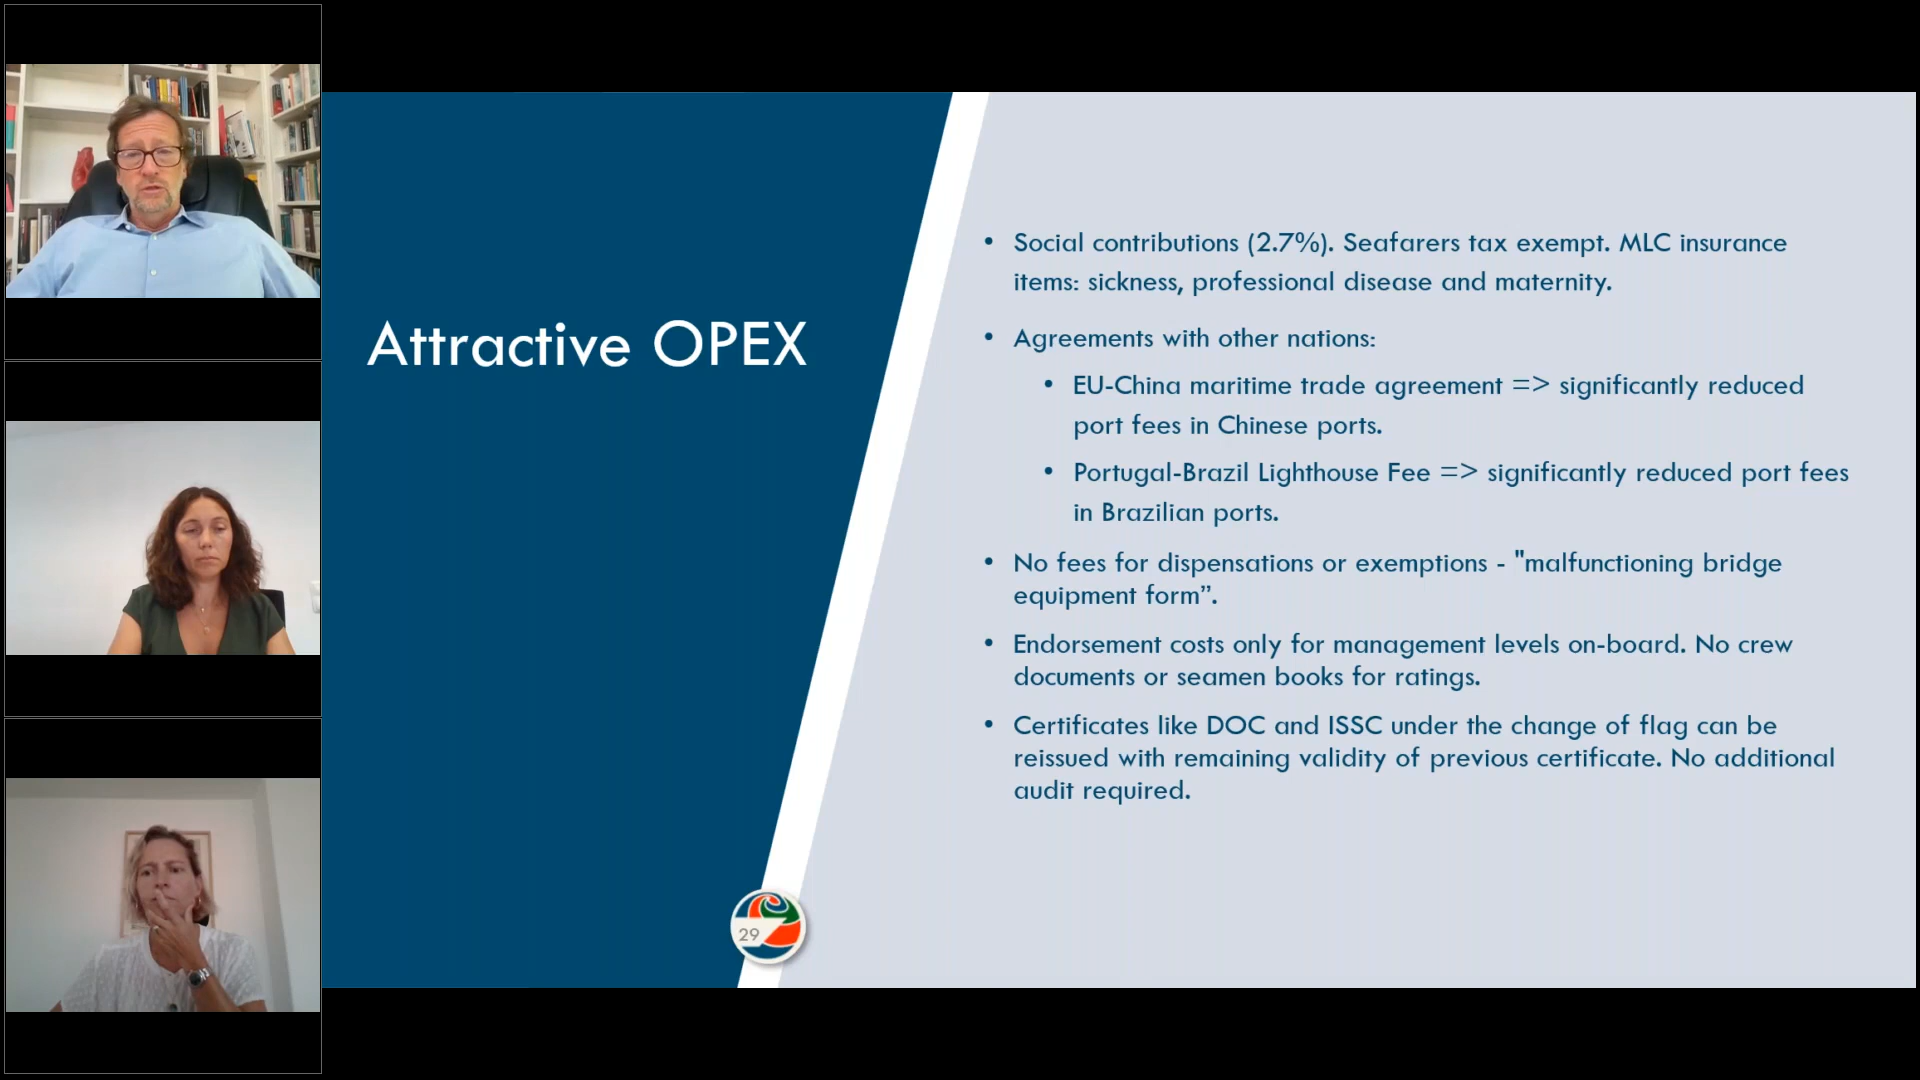 Attractive OPEX
• Social contributions (2.7%). Seafarers tax exempt. MLC insurance
items: sickness, professional disease and maternity.
• Agreements with other nations:
• EU-China maritime trade agreement => significantly reduced
port fees in Chinese ports.
• Portugal-Brazil Lighthouse Fee => significantly reduced port fees
in Brazilian ports.
• No fees for dispensations or exemptions - "malfunctioning bridge
equipment form”.
• Endorsement costs only for management levels on-board. No crew
documents or seamen books for ratings.
• Certificates like DOC and ISSC under the change of flag can be
reissued with remaining validity of previous certificate. No additional
audit required.
29